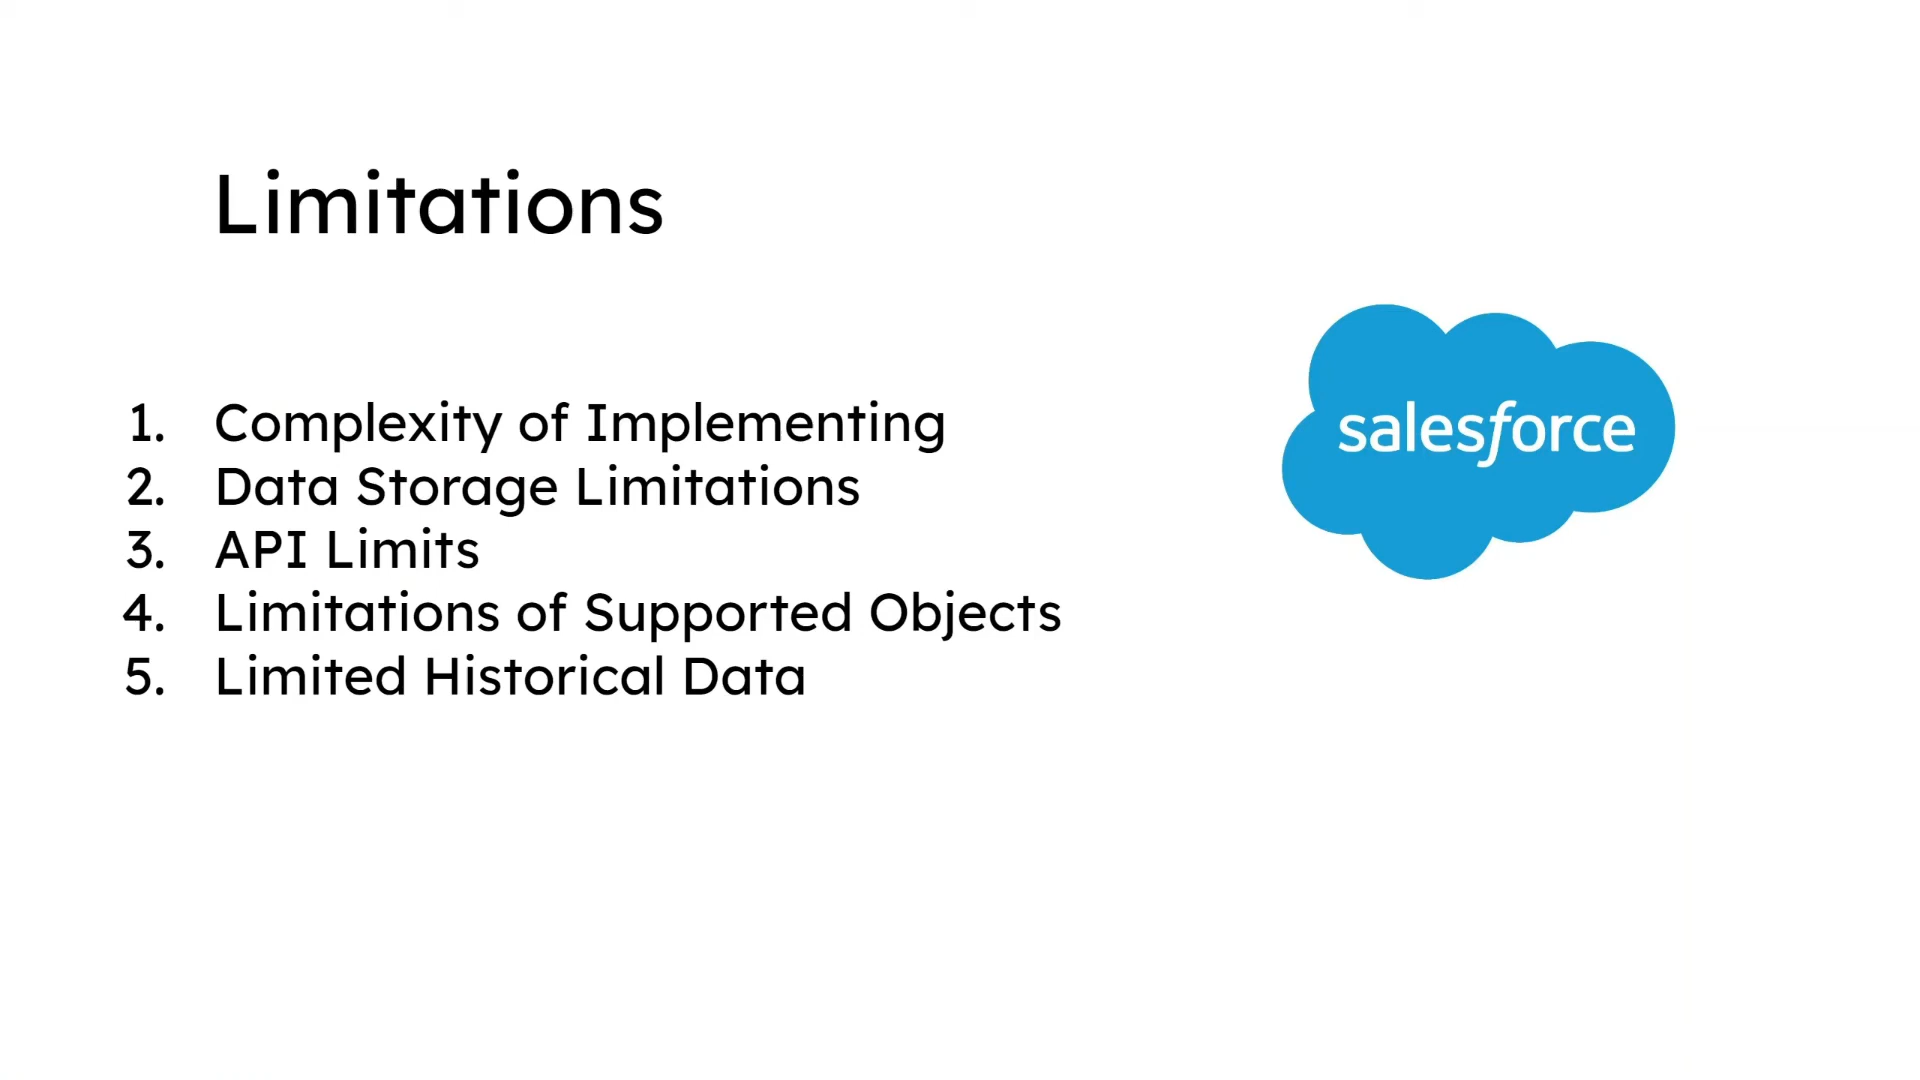 Limitations
1. Complexity of Implementing
2. Data Storage Limitations
3. API Limits
4. Limitations of Supported Objects
5. Limited Historical Data
salesforce